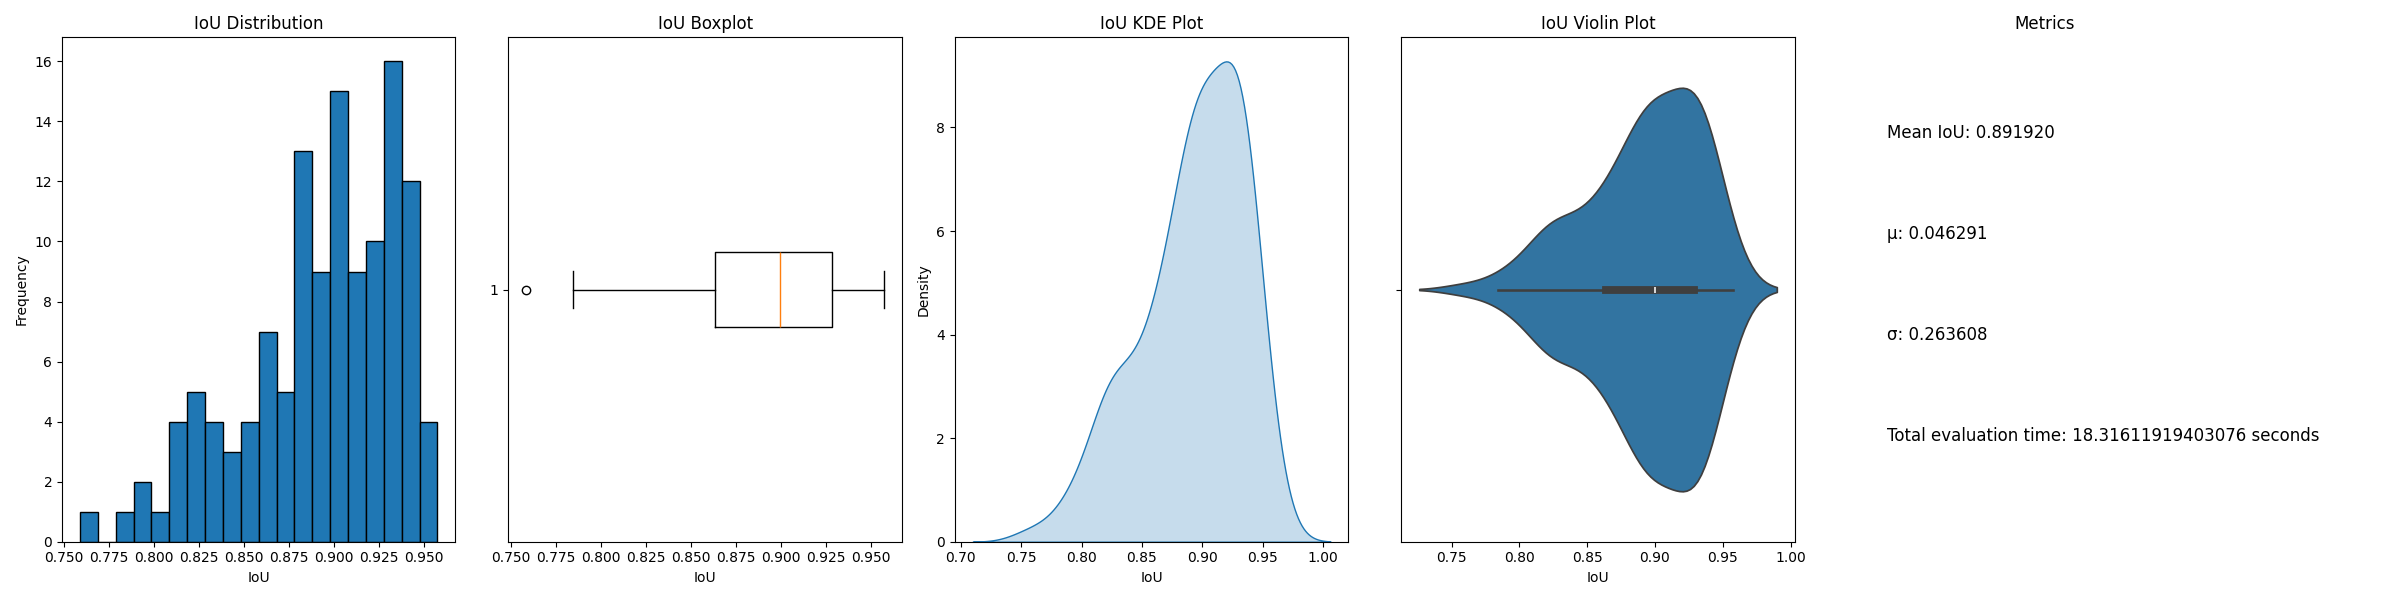 IoU Distribution
16
14
12
10
8
6
4
2
0
Frequency
0.750 0.775 0.800 0.825 0.850 0.875 0.900 0.925 0.950
IoU
IoU Boxplot
1
0.750 0.775 0.800 0.825 0.850 0.875 0.900 0.925 0.950
IoU
IoU KDE Plot
8
6
4
2
0
Density
0.70 0.75 0.80 0.85 0.90 0.95 1.00
IoU
IoU Violin Plot
0.75 0.80 0.85 0.90 0.95 1.00
IoU
Metrics
Mean IoU: 0.891920
μ: 0.046291
σ: 0.263608
Total evaluation time: 18.31611919403076 seconds